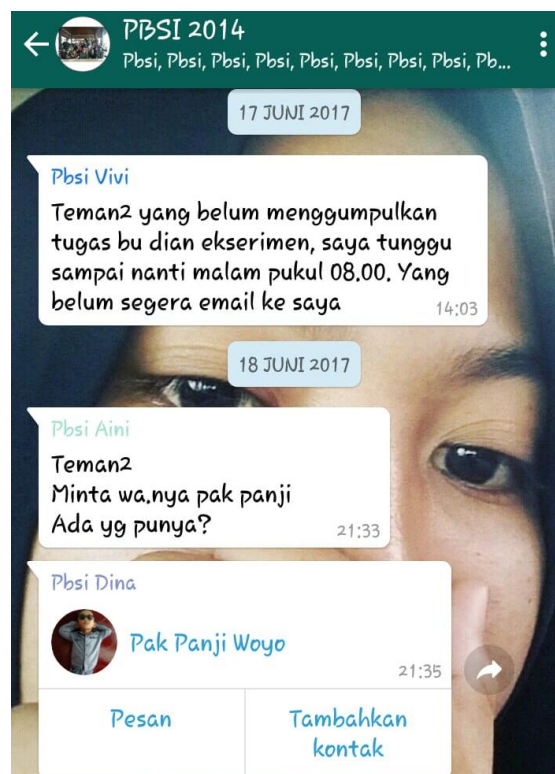 PBSI 2014
Pbsi, Pbsi, Pbsi, Pbsi, Pbsi, Pbsi, Pbsi, Pbsi, Pb...
17 JUNI 2017
Pbsi Vivi
Teman2 yang belum menggumpulkan
tugas bu dian ekserimen, saya tunggu
sampai nanti malam pukul 08.00. Yang
belum segera email ke saya
14:03
18 JUNI 2017
Pbsi Aini
Teman2
Minta wa.nya pak panji
Ada yg punya?
21:33
Pbsi Dina
Pak Panji Woyo
21:35
Pesan
Tambahkan
kontak